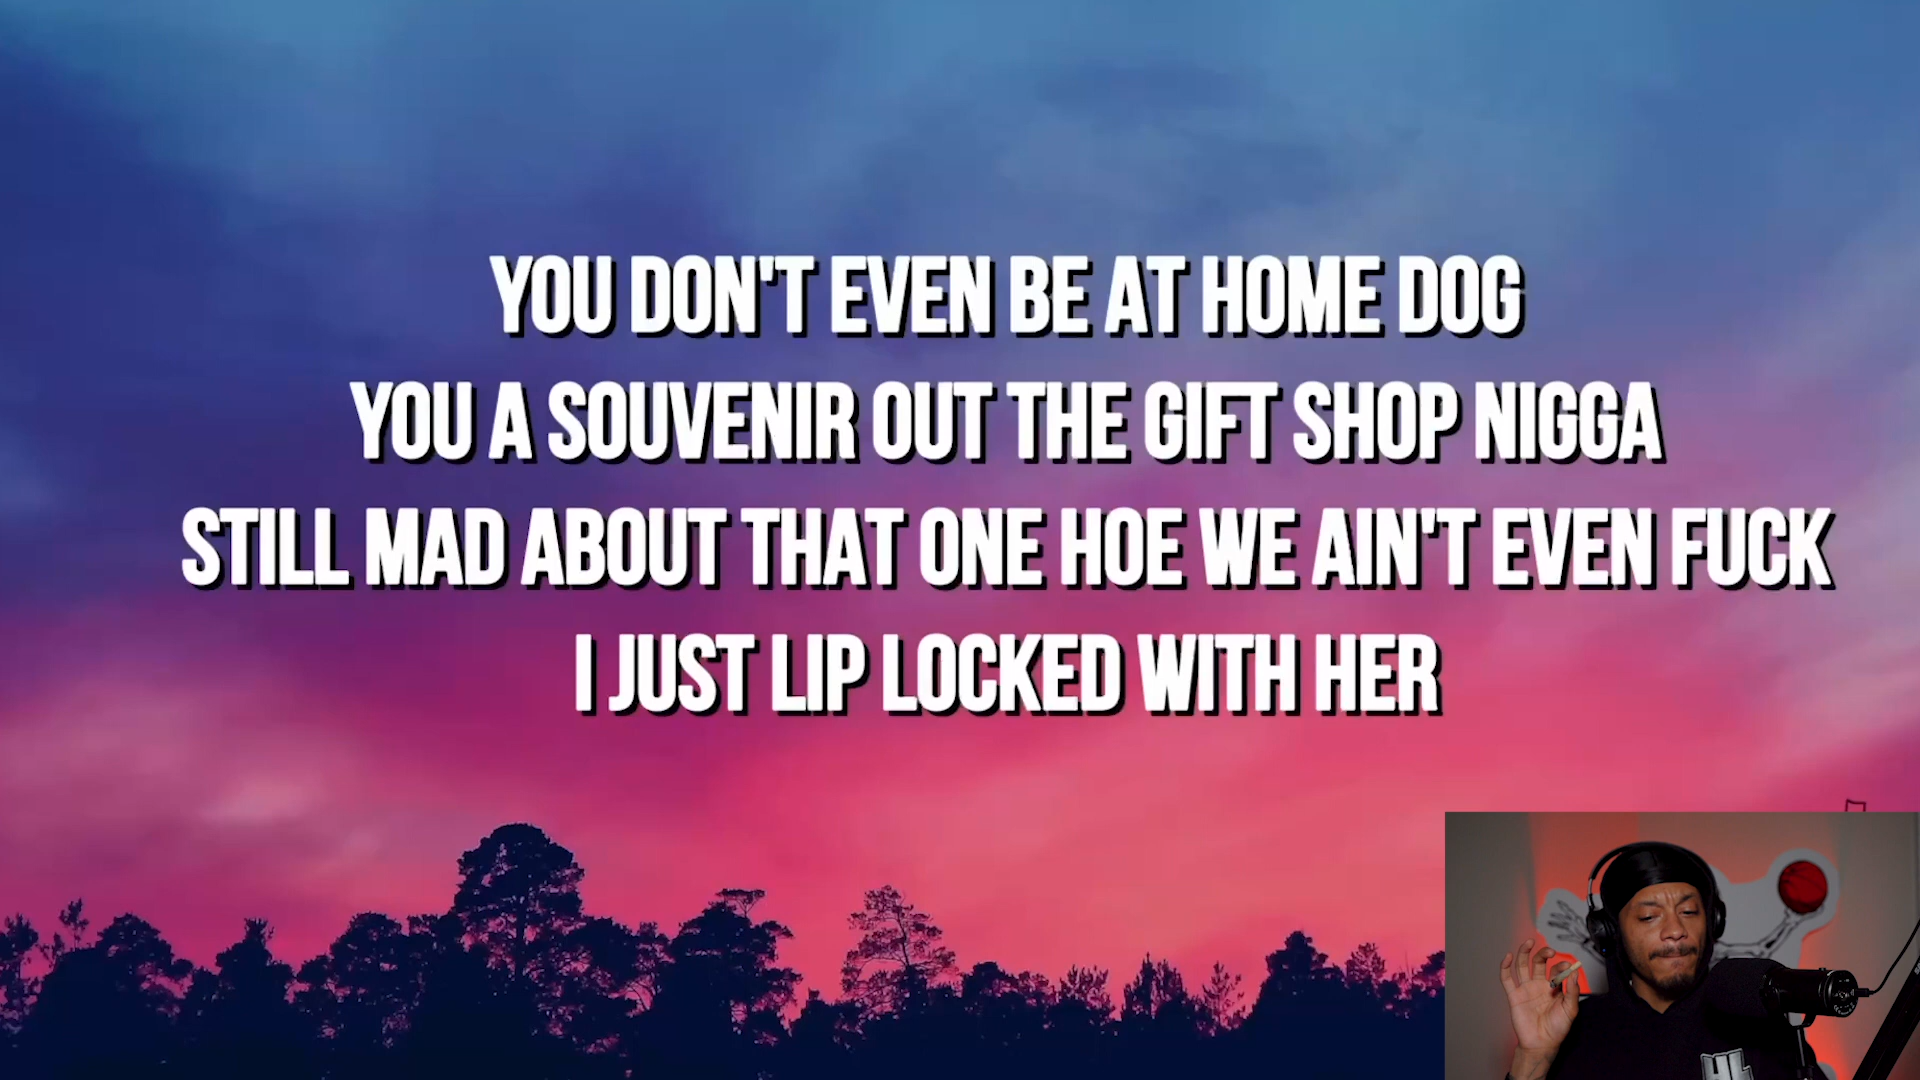 YOU DON'T EVEN BE AT HOME DOG
YOU A SOUVENIR OUT THE GIFT SHOP NIGGA
STILL MAD ABOUT THAT ONE HOE WE AIN'T EVEN FUCK
I JUST LIP LOCKED WITH HER